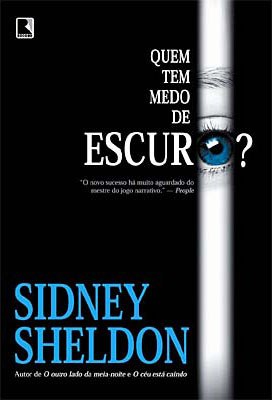 QUEM
TEM
MEDO
DE
ESCURO?
"O novo sucesso há muito aguardado do
mestre do jogo narrativo." — People
SIDNEY
SHELDON
Autor de O outro lado da meia-noite e O céu está caindo